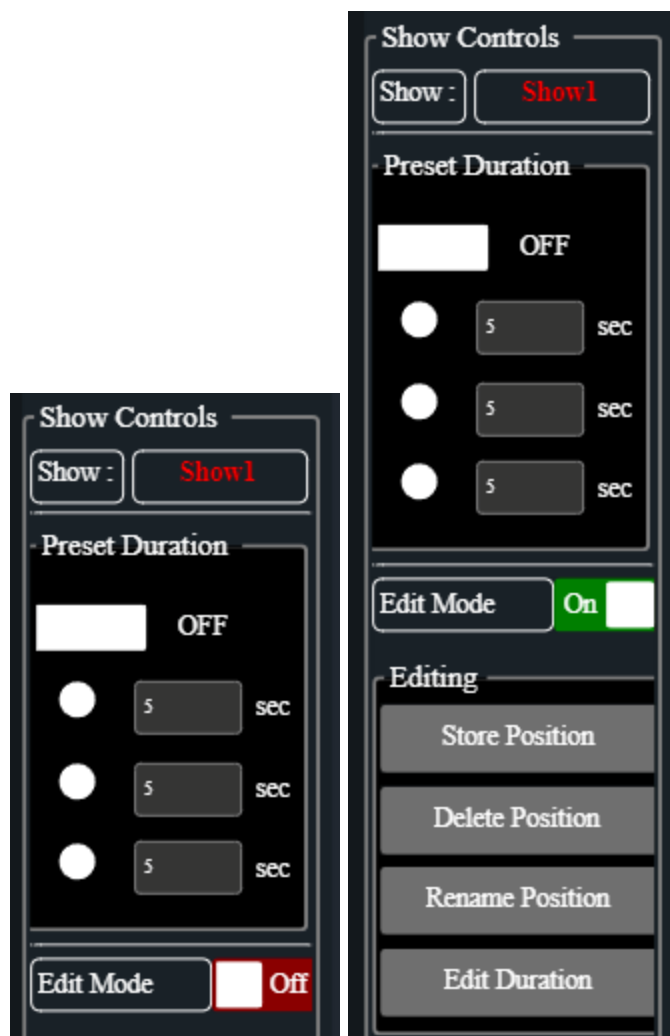 Show Controls
Show : Show1
Preset Duration
OFF
5 sec
5 sec
5 sec
Edit Mode Off
Show Controls
Show : Show1
Preset Duration
OFF
5 sec
5 sec
5 sec
Edit Mode On
Editing
Store Position
Delete Position
Rename Position
Edit Duration